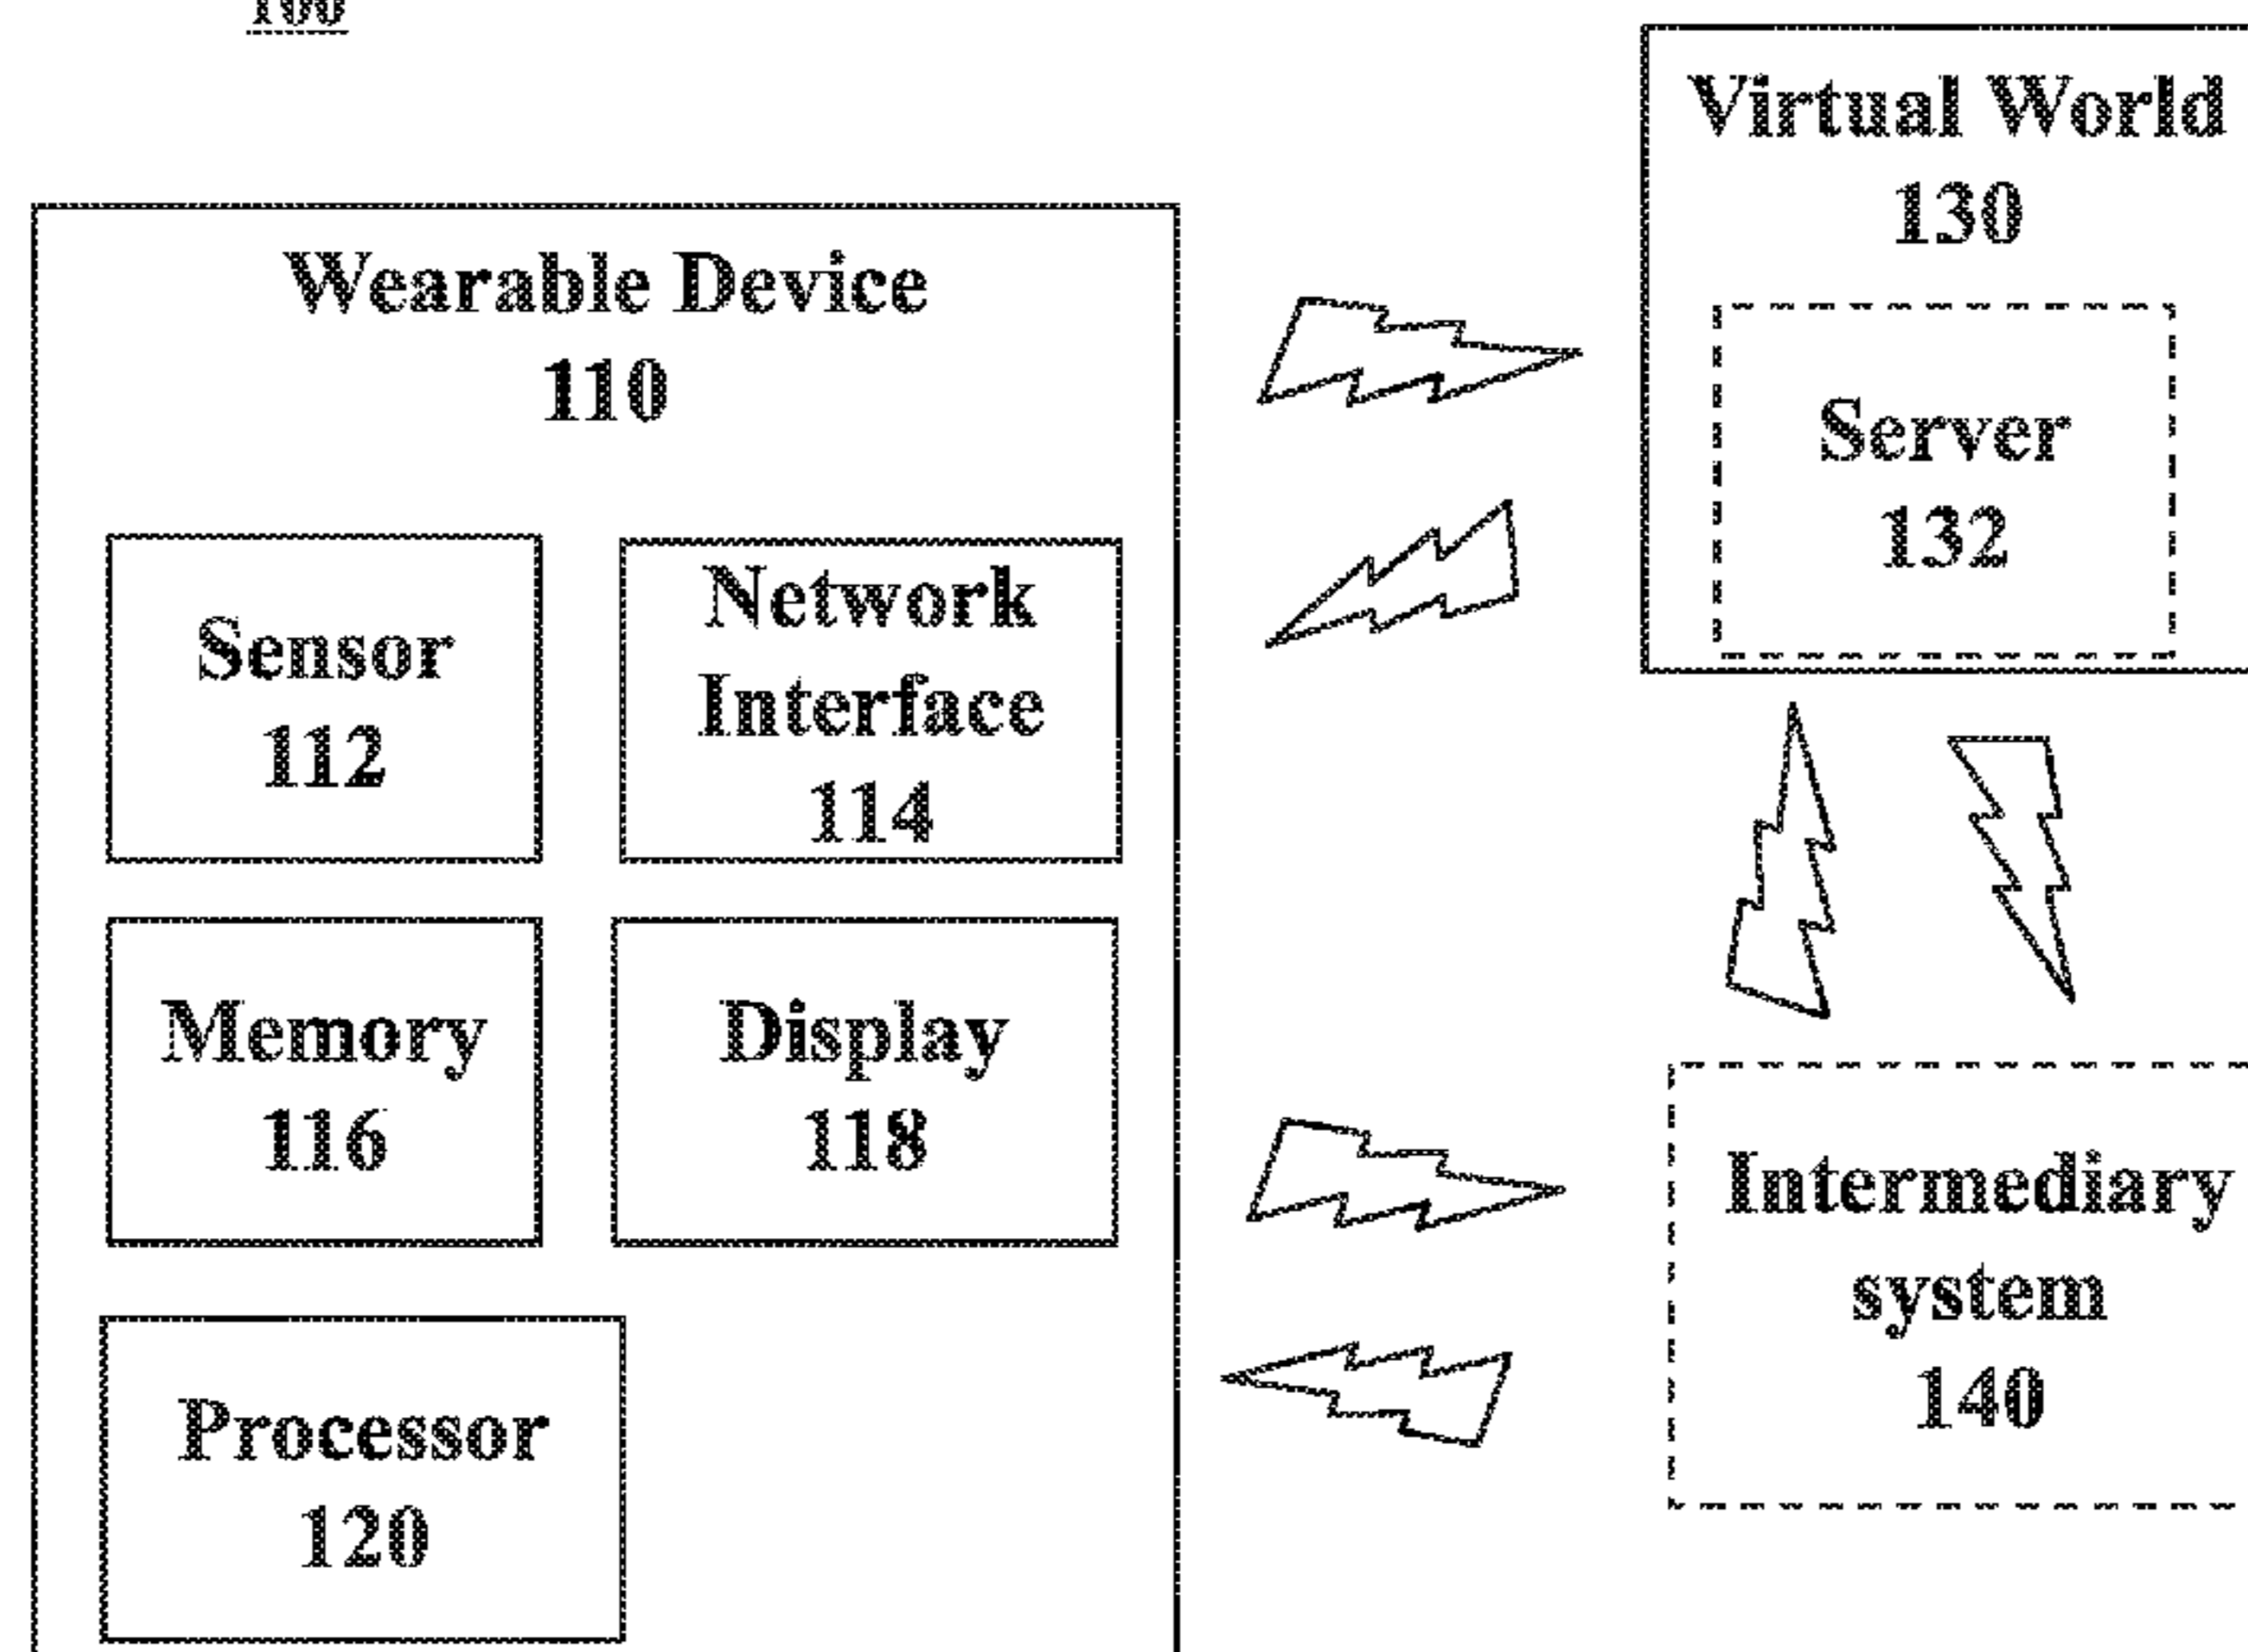 100
Wearable Device
110
Sensor
112
Network
Interface
114
Memory
116
Display
118
Processor
120
Virtual World
130
Server
132
Intermediary
system
140